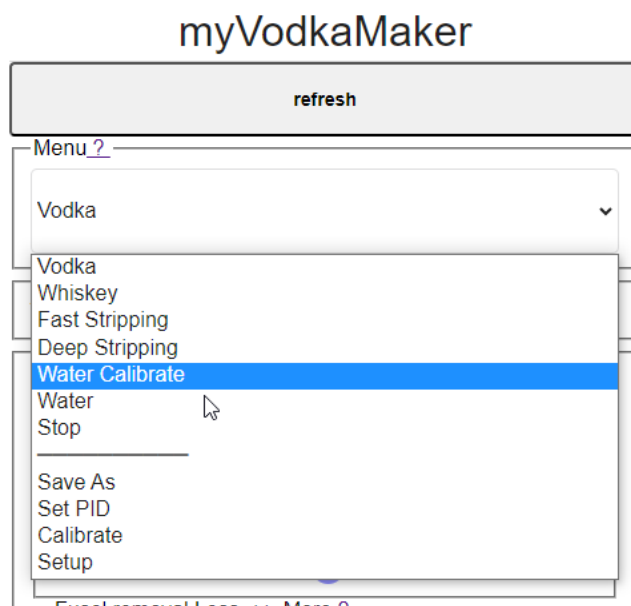 myVodkaMaker
refresh
Menu ?
Vodka
Vodka
Whiskey
Fast Stripping
Deep Stripping
Water Calibrate
Water
Stop
Save As
Set PID
Calibrate
Setup